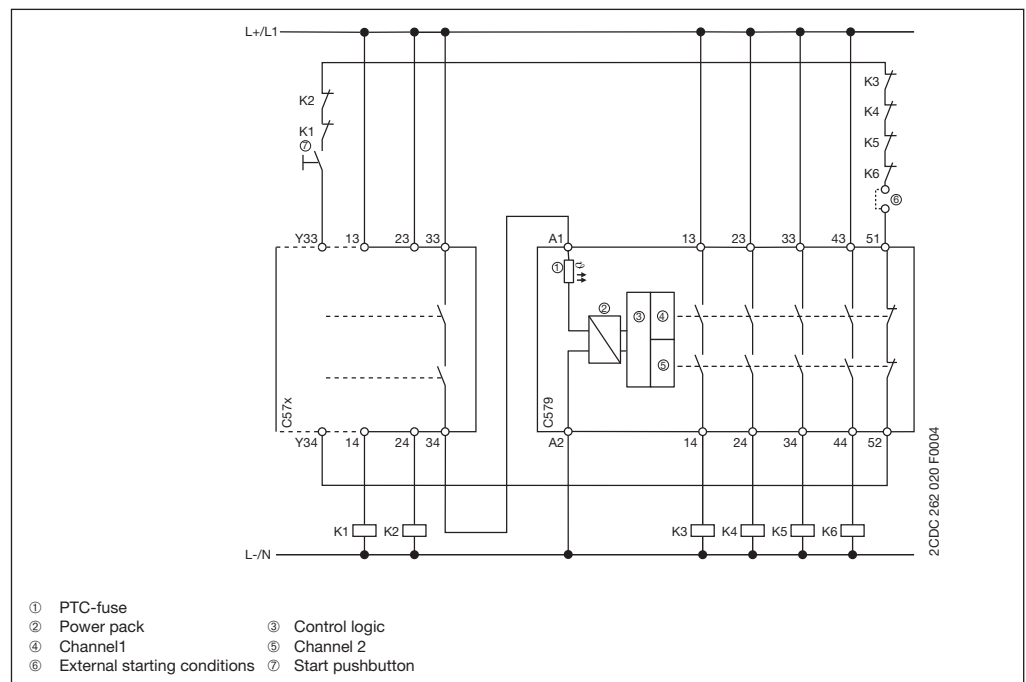 L+/L1
K2
K3
K4
K1
⑦
K5
K6
⑥
Y33 13 23 33 A1 13 23 33 43 51
① ϑ
②
③ ④
⑤
C57x
C579
Y34 14 24 34 A2 14 24 34 44 52
K1 K2 K3 K4 K5 K6
L-/N
2CDC 262 020 F0004
① PTC-fuse
② Power pack ③ Control logic
④ Channel1 ⑤ Channel 2
⑥ External starting conditions ⑦ Start pushbutton